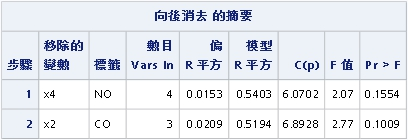 向後消去 的摘要
步驟 移除的變數 標籤 數目 Vars In 偏 R 平方 模型 R 平方 C(p) F 值 Pr > F
1 x4 NO 4 0.0153 0.5403 6.0702 2.07 0.1554
2 x2 CO 3 0.0209 0.5194 6.8928 2.77 0.1009